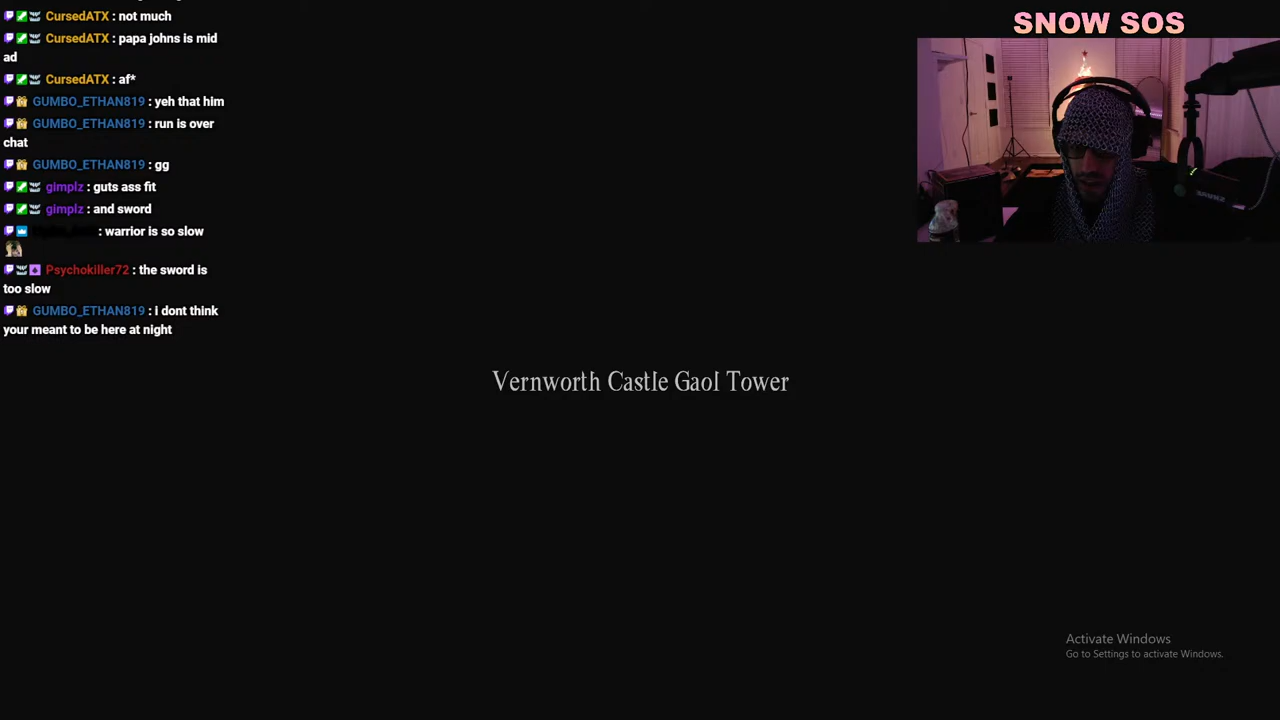 CursedATX : not much
CursedATX : papa johns is mid
ad
CursedATX : af*
GUMBO_ETHAN819 : yeh that him
GUMBO_ETHAN819 : run is over
chat
GUMBO_ETHAN819 : gg
gimplz : guts ass fit
gimplz : and sword
: warrior is so slow
Psychokiller72 : the sword is
too slow
GUMBO_ETHAN819 : i dont think
your meant to be here at night
SNOW SOS
Vernworth Castle Gaol Tower
Activate Windows
Go to Settings to activate Windows.